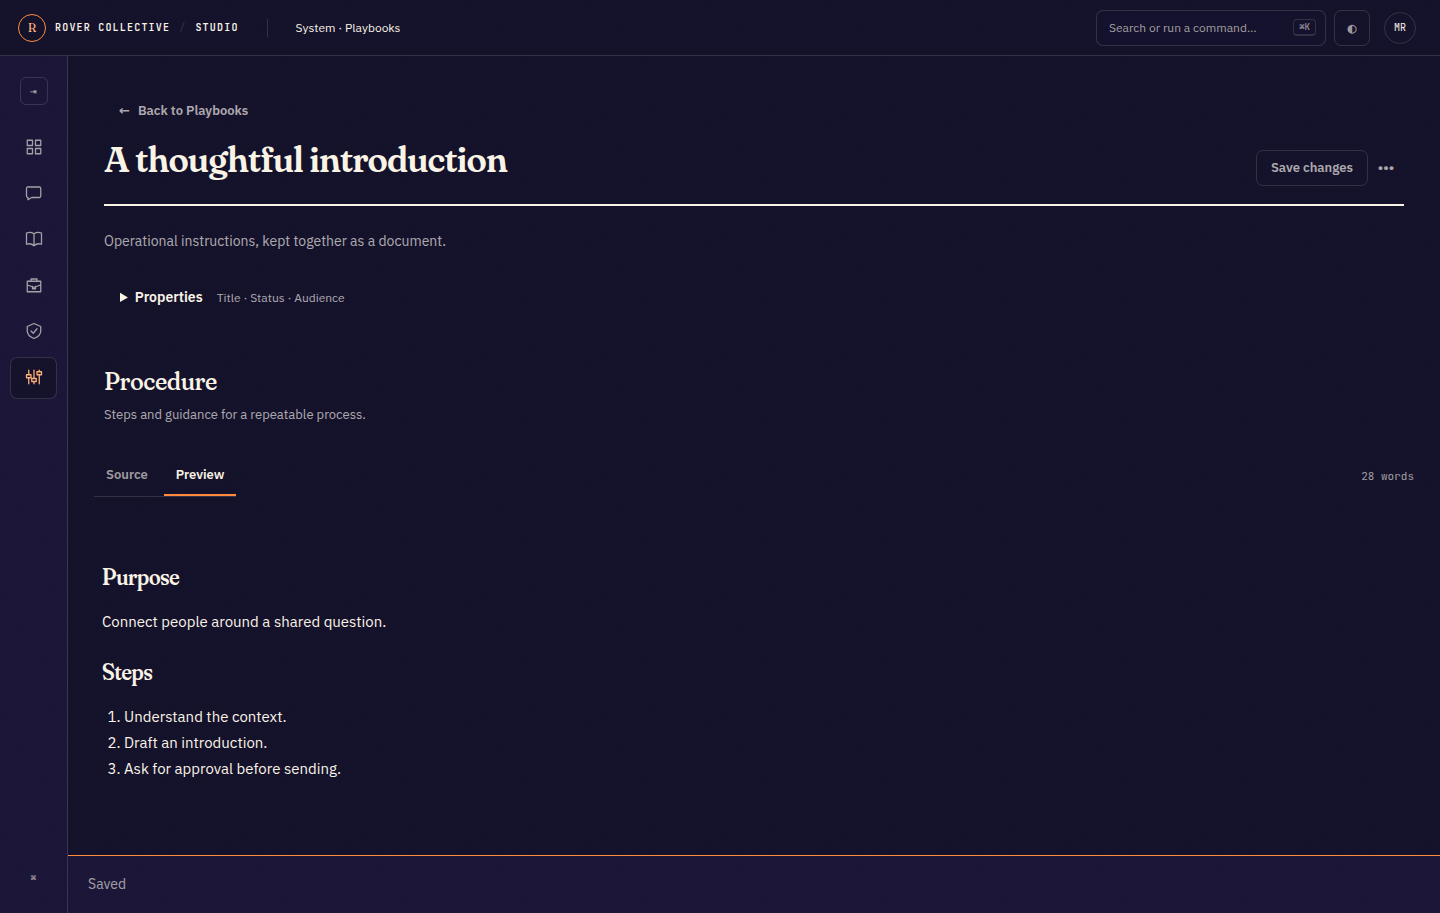 R ROVER COLLECTIVE / STUDIO System · Playbooks Search or run a command... ⌘K ◐ MR
← Back to Playbooks
A thoughtful introduction
Save changes •••
Operational instructions, kept together as a document.
▶ Properties Title · Status · Audience
Procedure
Steps and guidance for a repeatable process.
Source Preview 28 words
Purpose
Connect people around a shared question.
Steps
1. Understand the context.
2. Draft an introduction.
3. Ask for approval before sending.
⌘
Saved